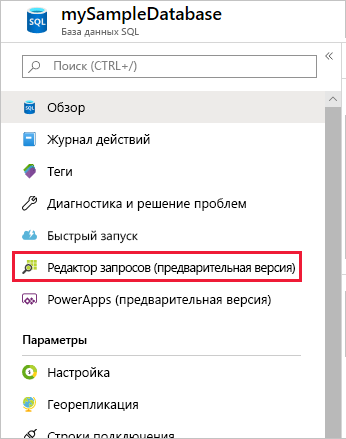 mySampleDatabase
SQL
База данных SQL
Поиск (CTRL+/)
SQL
Обзор
Журнал действий
Теги
Диагностика и решение проблем
Быстрый запуск
Редактор запросов (предварительная версия)
PowerApps (предварительная версия)
Параметры
Настройка
Георепликация
Строки подключения